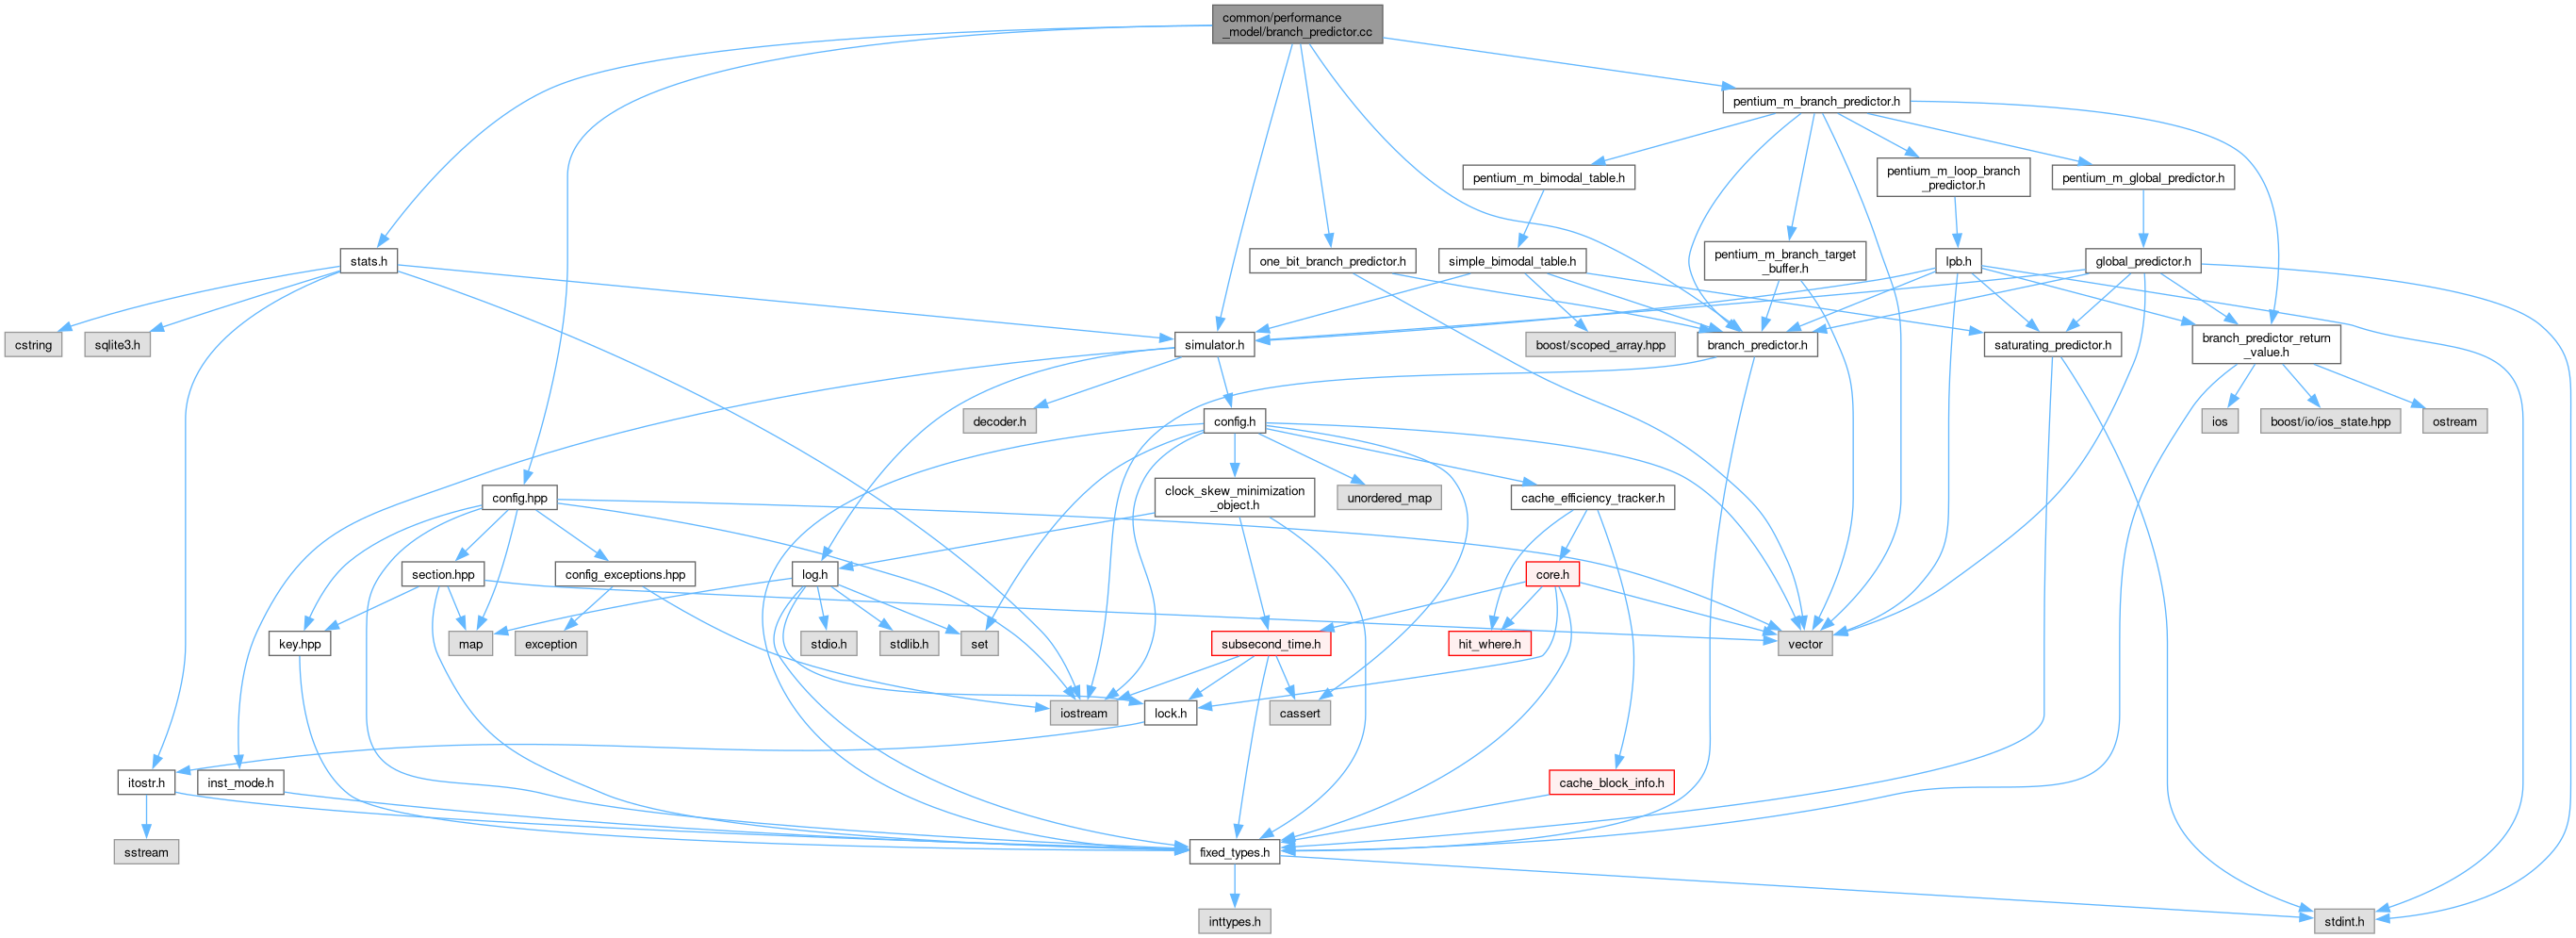 common/performance
_model/branch_predictor.cc
pentium_m_branch_predictor.h
pentium_m_bimodal_table.h
pentium_m_loop_branch
_predictor.h
pentium_m_global_predictor.h
stats.h
one_bit_branch_predictor.h
simple_bimodal_table.h
pentium_m_branch_target
_buffer.h
lpb.h
global_predictor.h
cstring
sqlite3.h
simulator.h
boost/scoped_array.hpp
branch_predictor.h
saturating_predictor.h
branch_predictor_return
_value.h
decoder.h
config.h
ios
boost/io/ios_state.hpp
ostream
config.hpp
clock_skew_minimization
_object.h
unordered_map
cache_efficiency_tracker.h
section.hpp
config_exceptions.hpp
log.h
core.h
key.hpp
map
exception
stdio.h
stdlib.h
set
subsecond_time.h
hit_where.h
vector
iostream
lock.h
cassert
itostr.h
inst_mode.h
cache_block_info.h
sstream
fixed_types.h
inttypes.h
stdint.h